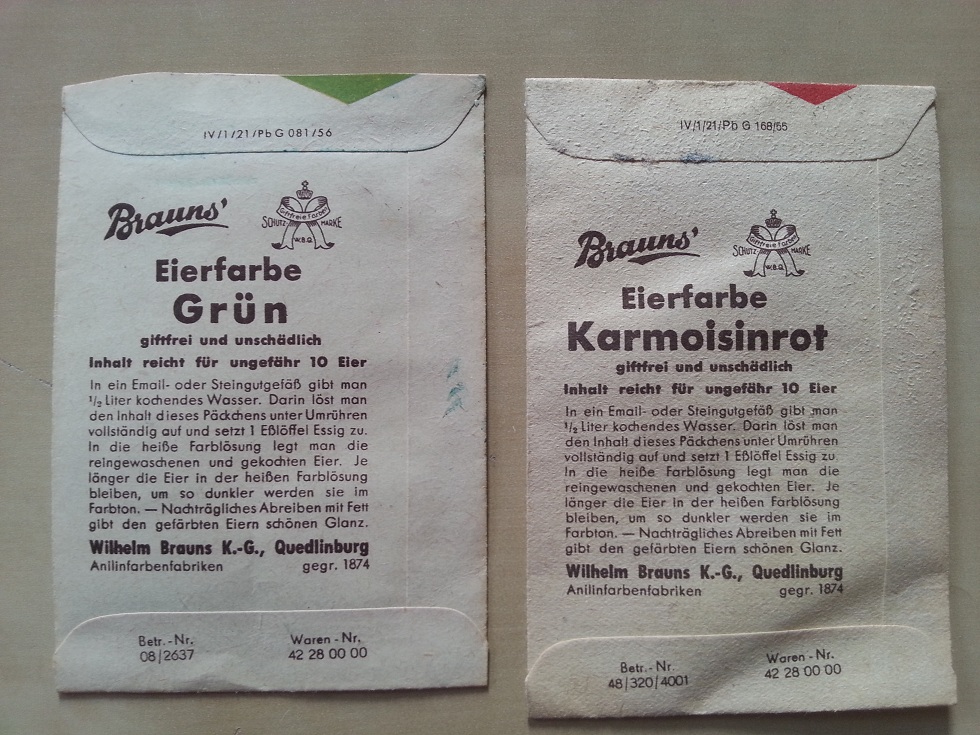 IV/1/21/Pb G 081/56
Brauns'
Giftfreie Farben
SCHUTZ MARKE
W.B.Q.
Eierfarbe
Grün
giftfrei und unschädlich
Inhalt reicht für ungefähr 10 Eier
In ein Email- oder Steingutgefäß gibt man
1/2 Liter kochendes Wasser. Darin löst man
den Inhalt dieses Päckchens unter Umrühren
vollständig auf und setzt 1 Eßlöffel Essig zu.
In die heiße Farblösung legt man die
reingewaschenen und gekochten Eier. Je
länger die Eier in der heißen Farblösung
bleiben, um so dunkler werden sie im
Farbton. — Nachträgliches Abreiben mit Fett
gibt den gefärbten Eiern schönen Glanz.
Wilhelm Brauns K.-G., Quedlinburg
Anilinfarbenfabriken gegr. 1874
Betr.-Nr. Waren-Nr.
08/2637 42 28 00 00
IV/1/21/Pb G 168/65
Brauns'
Giftfreie Farben
SCHUTZ MARKE
W.B.Q.
Eierfarbe
Karmoisinrot
giftfrei und unschädlich
Inhalt reicht für ungefähr 10 Eier
In ein Email- oder Steingutgefäß gibt man
1/2 Liter kochendes Wasser. Darin löst man
den Inhalt dieses Päckchens unter Umrühren
vollständig auf und setzt 1 Eßlöffel Essig zu.
In die heiße Farblösung legt man die
reingewaschenen und gekochten Eier. Je
länger die Eier in der heißen Farblösung
bleiben, um so dunkler werden sie im
Farbton. — Nachträgliches Abreiben mit Fett
gibt den gefärbten Eiern schönen Glanz.
Wilhelm Brauns K.-G., Quedlinburg
Anilinfarbenfabriken gegr. 1874
Betr.-Nr. Waren-Nr.
48/320/4001 42 28 00 00